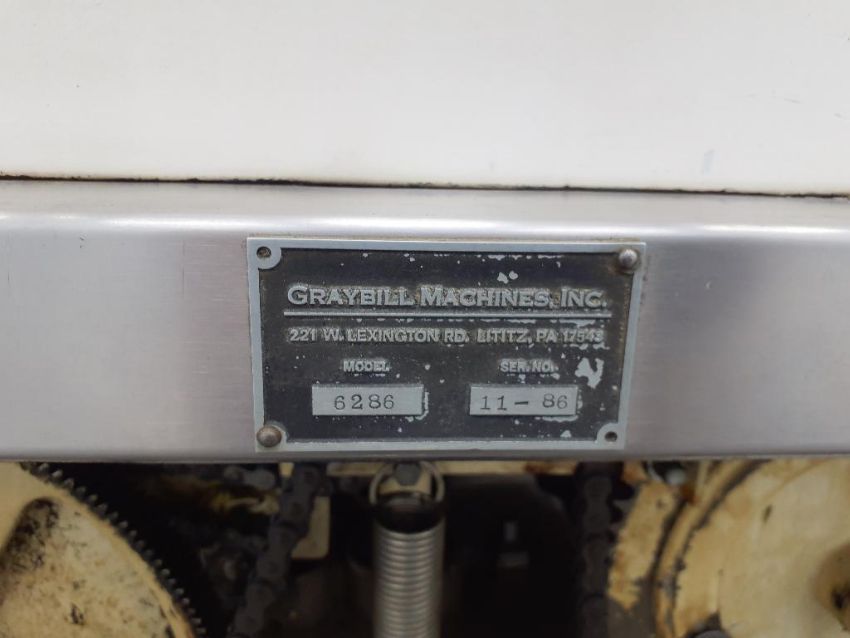 GRAYBILL MACHINES, INC.
221 W. LEXINGTON RD. LITITZ, PA 17543
MODEL SER. NO.
6286 11-86